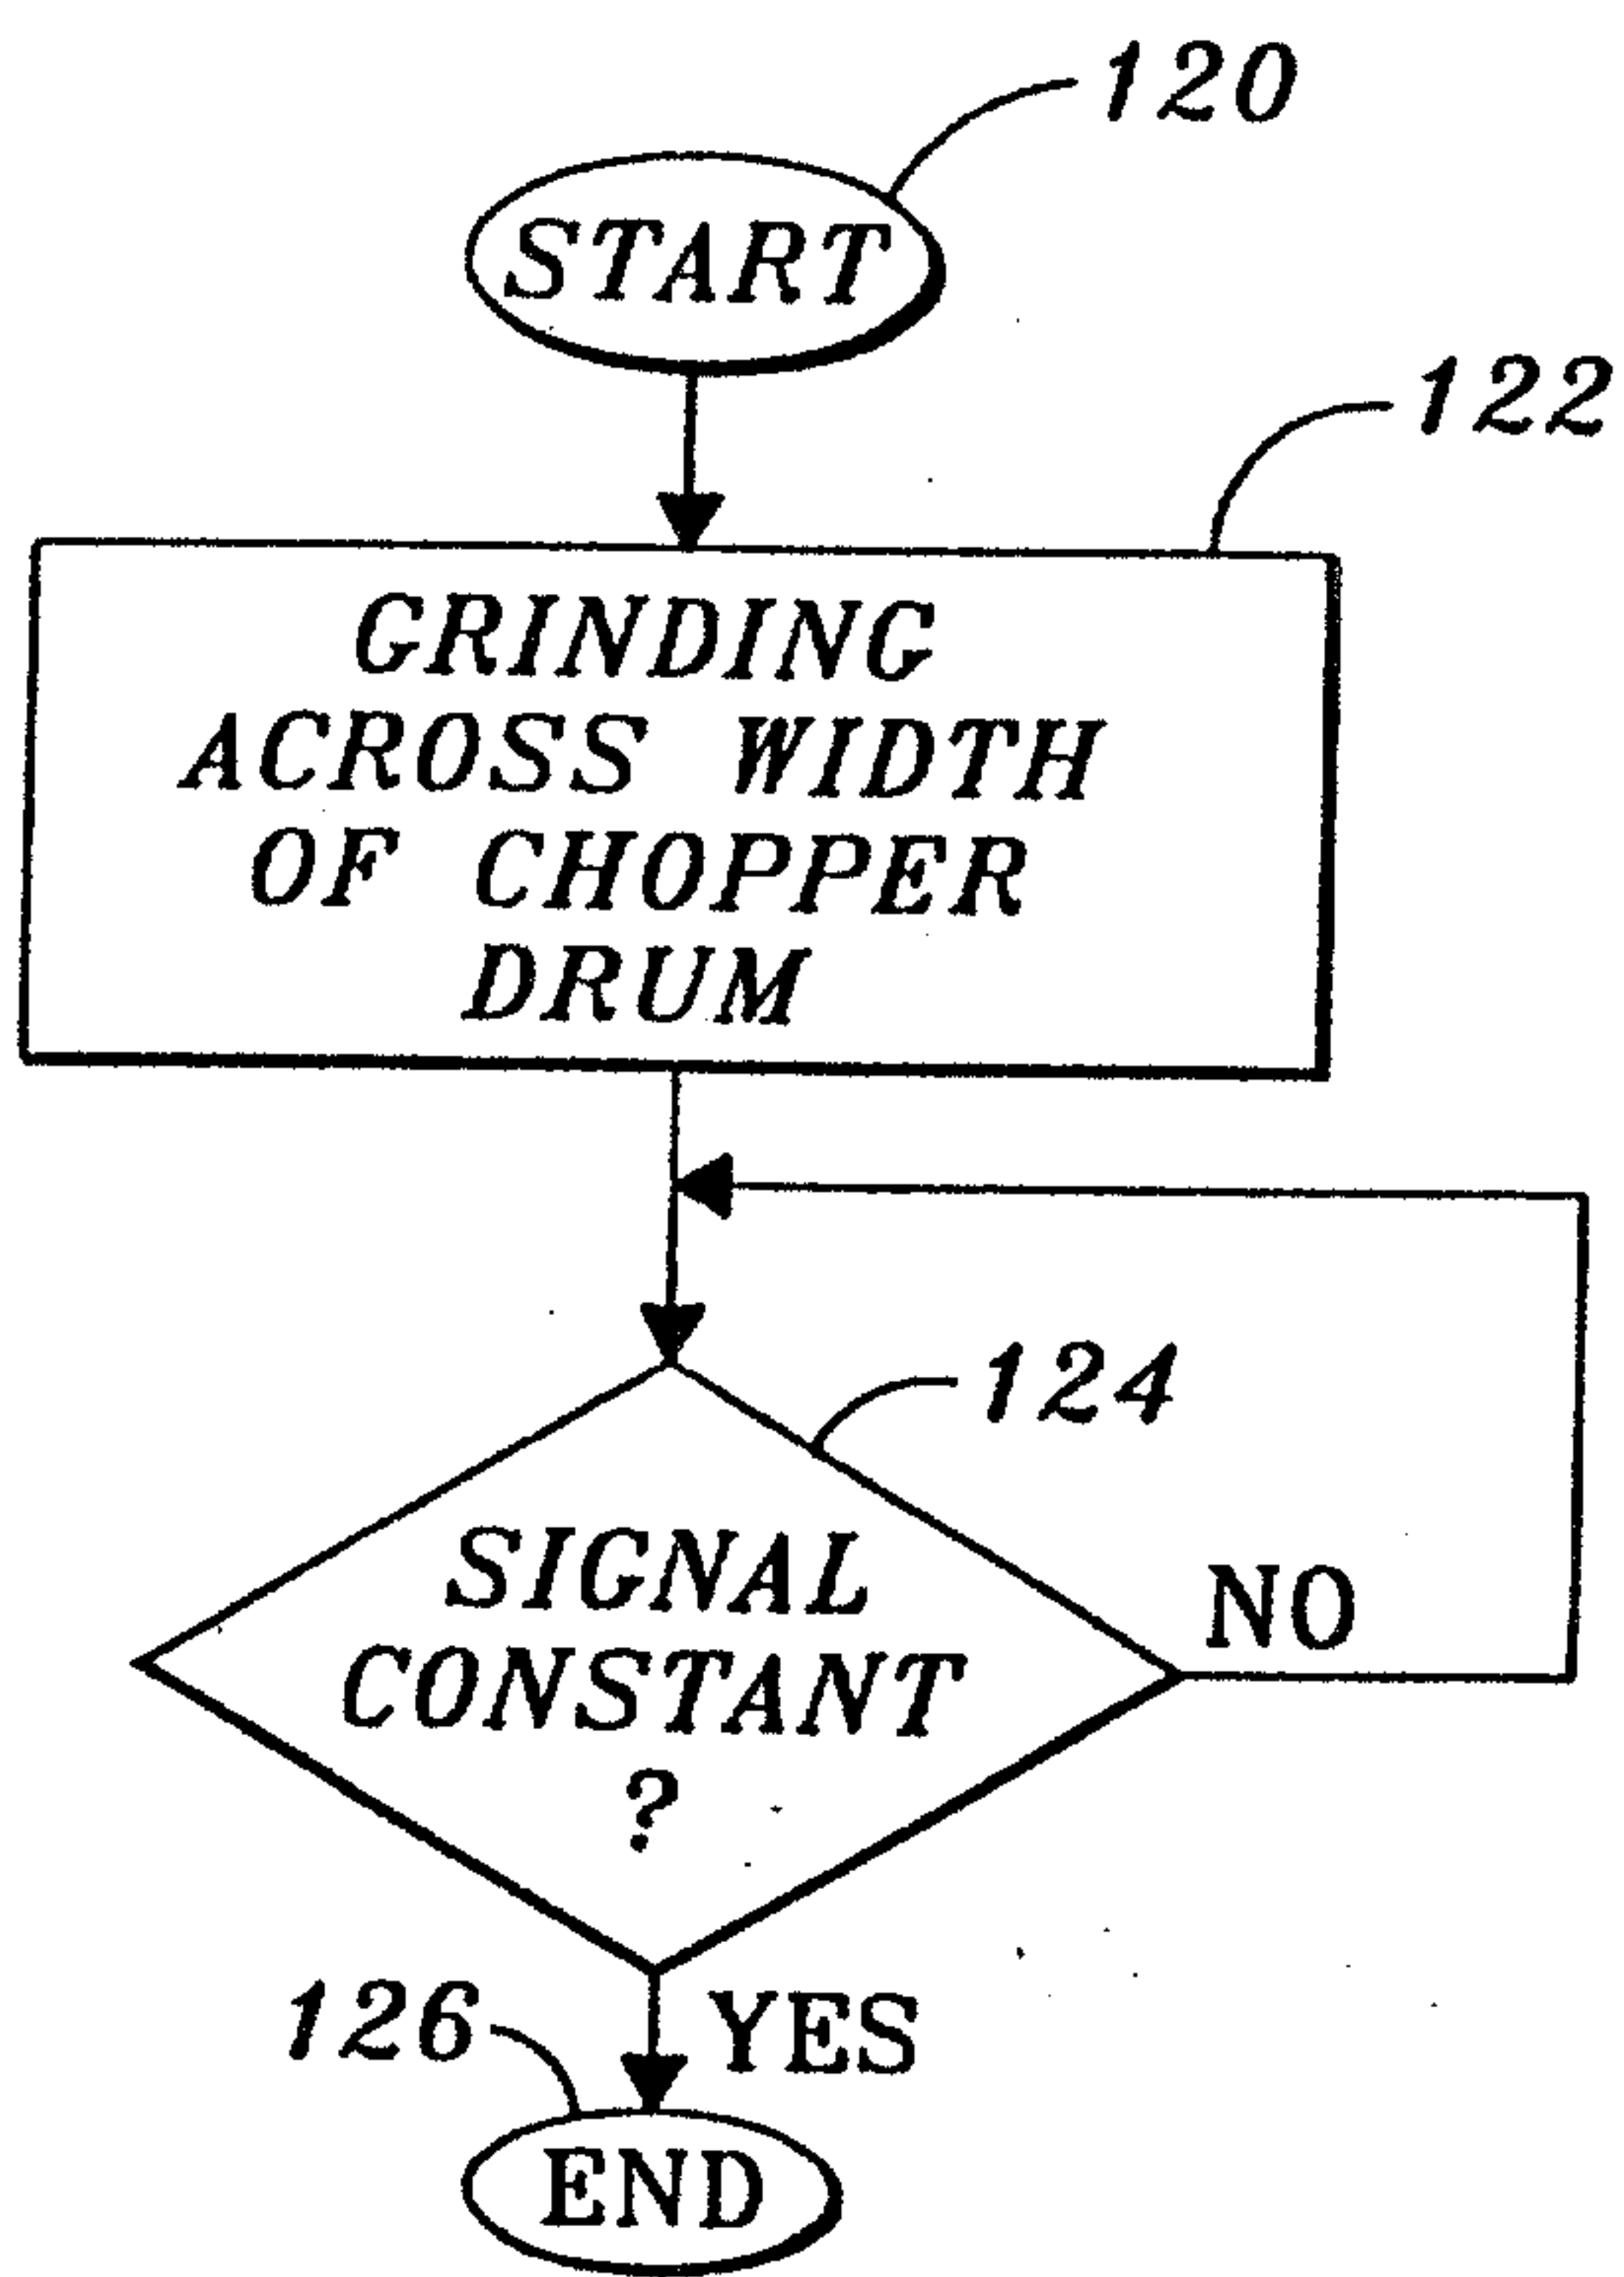 120
START
122
GRINDING
ACROSS WIDTH
OF CHOPPER
DRUM
124
SIGNAL
CONSTANT
?
NO
126
YES
END